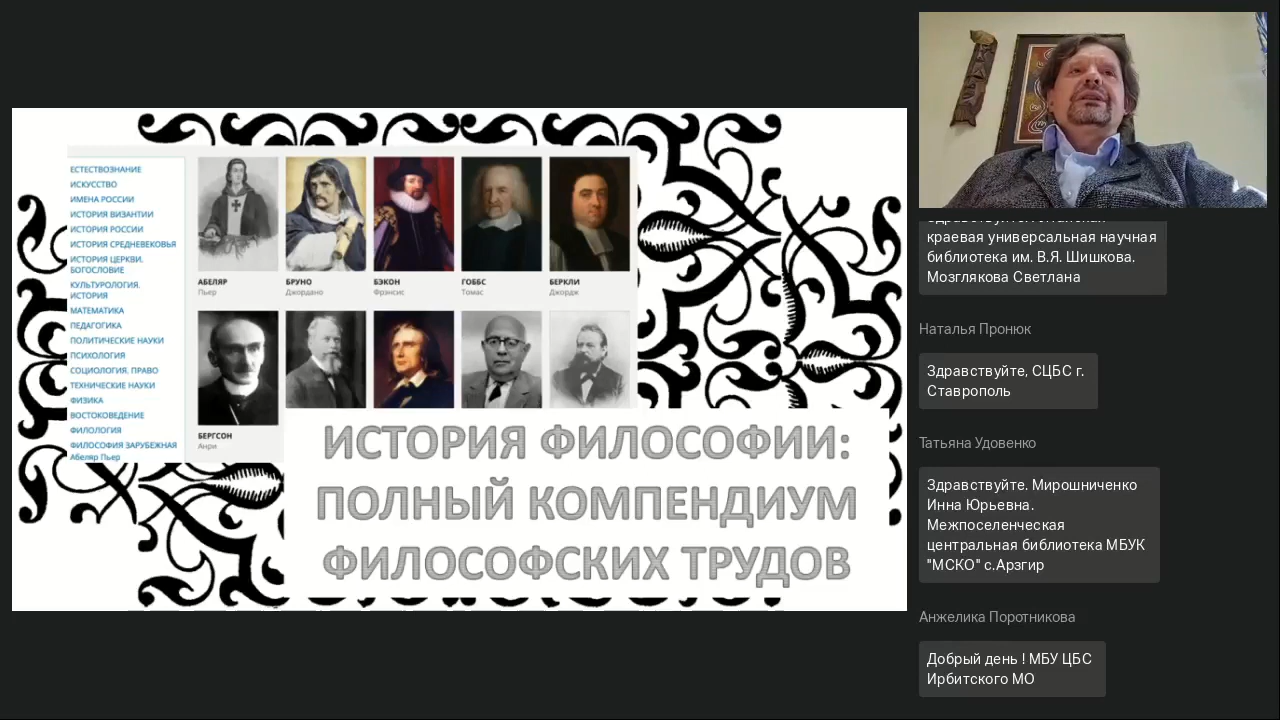 ЕСТЕСТВОЗНАНИЕ
ИСКУССТВО
ИМЕНА РОССИИ
ИСТОРИЯ ВИЗАНТИИ
ИСТОРИЯ РОССИИ
ИСТОРИЯ СРЕДНЕВЕКОВЬЯ
ИСТОРИЯ ЦЕРКВИ.
БОГОСЛОВИЕ
КУЛЬТУРОЛОГИЯ.
ИСТОРИЯ
МАТЕМАТИКА
ПЕДАГОГИКА
ПОЛИТИЧЕСКИЕ НАУКИ
ПСИХОЛОГИЯ
СОЦИОЛОГИЯ. ПРАВО
ТЕХНИЧЕСКИЕ НАУКИ
ФИЗИКА
ВОСТОКОВЕДЕНИЕ
ФИЛОЛОГИЯ
ФИЛОСОФИЯ ЗАРУБЕЖНАЯ
Абеляр Пьер
АБЕЛЯР
Пьер
БРУНО
Джордано
БЭКОН
Фрэнсис
ГОББС
Томас
БЕРКЛИ
Джордж
БЕРГСОН
Анри
ИСТОРИЯ ФИЛОСОФИИ:
ПОЛНЫЙ КОМПЕНДИУМ
ФИЛОСОФСКИХ ТРУДОВ
краевая универсальная научная
библиотека им. В.Я. Шишкова.
Мозглякова Светлана
Наталья Пронюк
Здравствуйте, СЦБС г.
Ставрополь
Татьяна Удовенко
Здравствуйте. Мирошниченко
Инна Юрьевна.
Межпоселенческая
центральная библиотека МБУК
"МСКО" с.Арзгир
Анжелика Поротникова
Добрый день ! МБУ ЦБС
Ирбитского МО